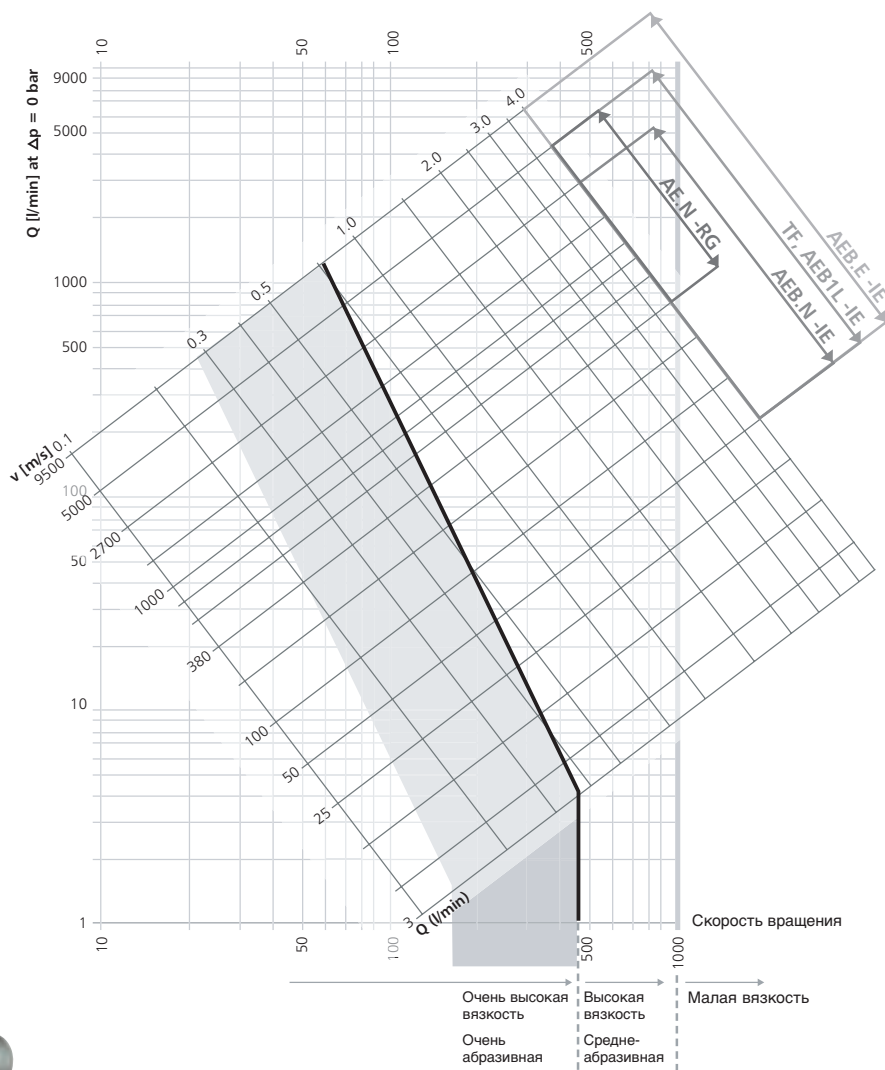 10 50 100 500
Q [l/min] at Δp = 0 bar
9000
5000
1000
500
100
50
10
1
v [m/s]
0.1
0.3
0.5
1.0
2.0
3.0
4.0
9500
5000
2700
1000
380
100
50
25
3
Q (l/min)
AE.N -RG
AEB.N -IE
TF, AEB1L -IE
AEB.E -IE
10 50 100 500 1000
Скорость вращения
Очень высокая
вязкость
Очень
абразивная
Высокая
вязкость
Средне-
абразивная
Малая вязкость